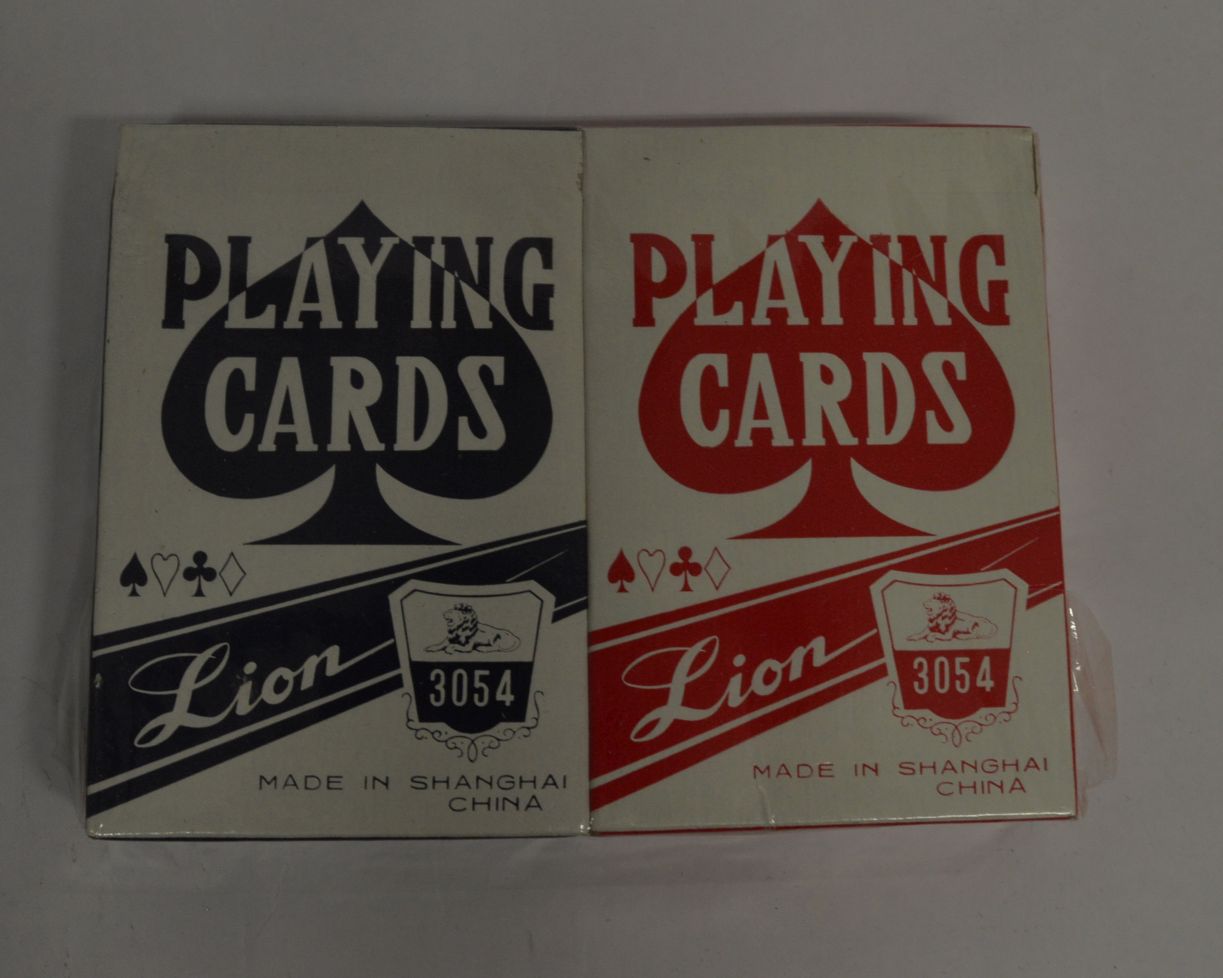 PLAYING
CARDS
Lion
3054
MADE IN SHANGHAI
CHINA
PLAYING
CARDS
Lion
3054
MADE IN SHANGHAI
CHINA